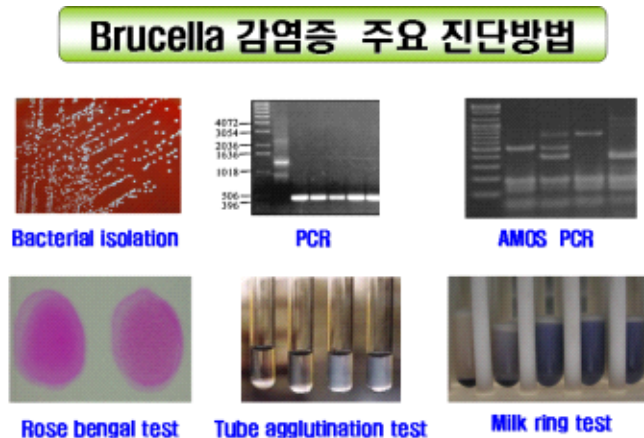 Brucella 감염증 주요 진단방법
4072
3054
2036
1636
1018
506
396
Bacterial isolation
PCR
AMOS PCR
Rose bengal test
Tube agglutination test
Milk ring test